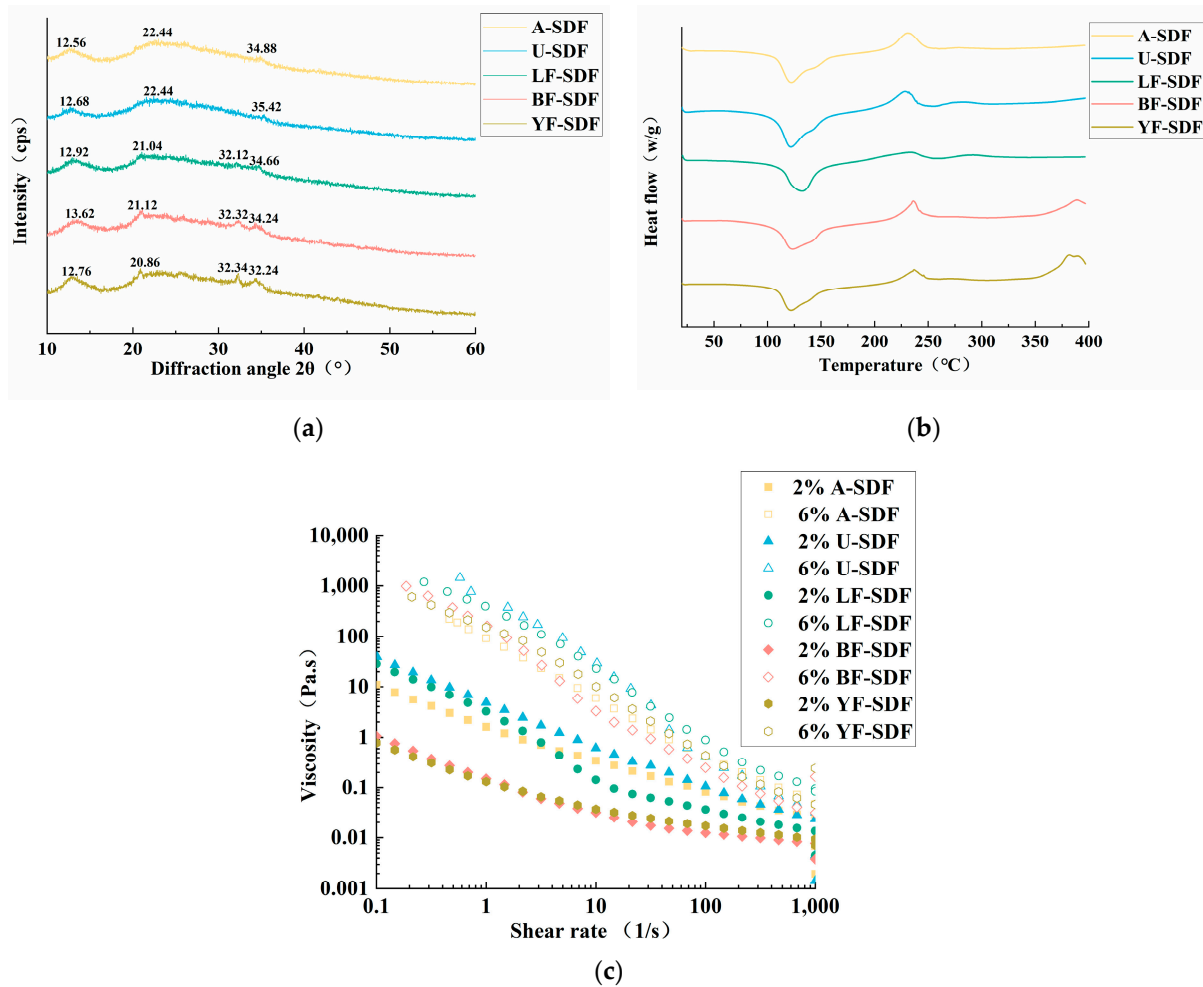 12.56
22.44
34.88
12.68
22.44
35.42
12.92
21.04
32.12
34.66
13.62
21.12
32.32
34.24
12.76
20.86
32.34
32.24
A-SDF
U-SDF
LF-SDF
BF-SDF
YF-SDF
Intensity（cps）
10
20
30
40
50
60
Diffraction angle 2θ（°）
(a)
A-SDF
U-SDF
LF-SDF
BF-SDF
YF-SDF
Heat flow（w/g）
50
100
150
200
250
300
350
400
Temperature（°C）
(b)
2% A-SDF
6% A-SDF
2% U-SDF
6% U-SDF
2% LF-SDF
6% LF-SDF
2% BF-SDF
6% BF-SDF
2% YF-SDF
6% YF-SDF
Viscosity（Pa.s）
10,000
1,000
100
10
1
0.1
0.01
0.001
0.1
1
10
100
1,000
Shear rate （1/s）
(c)